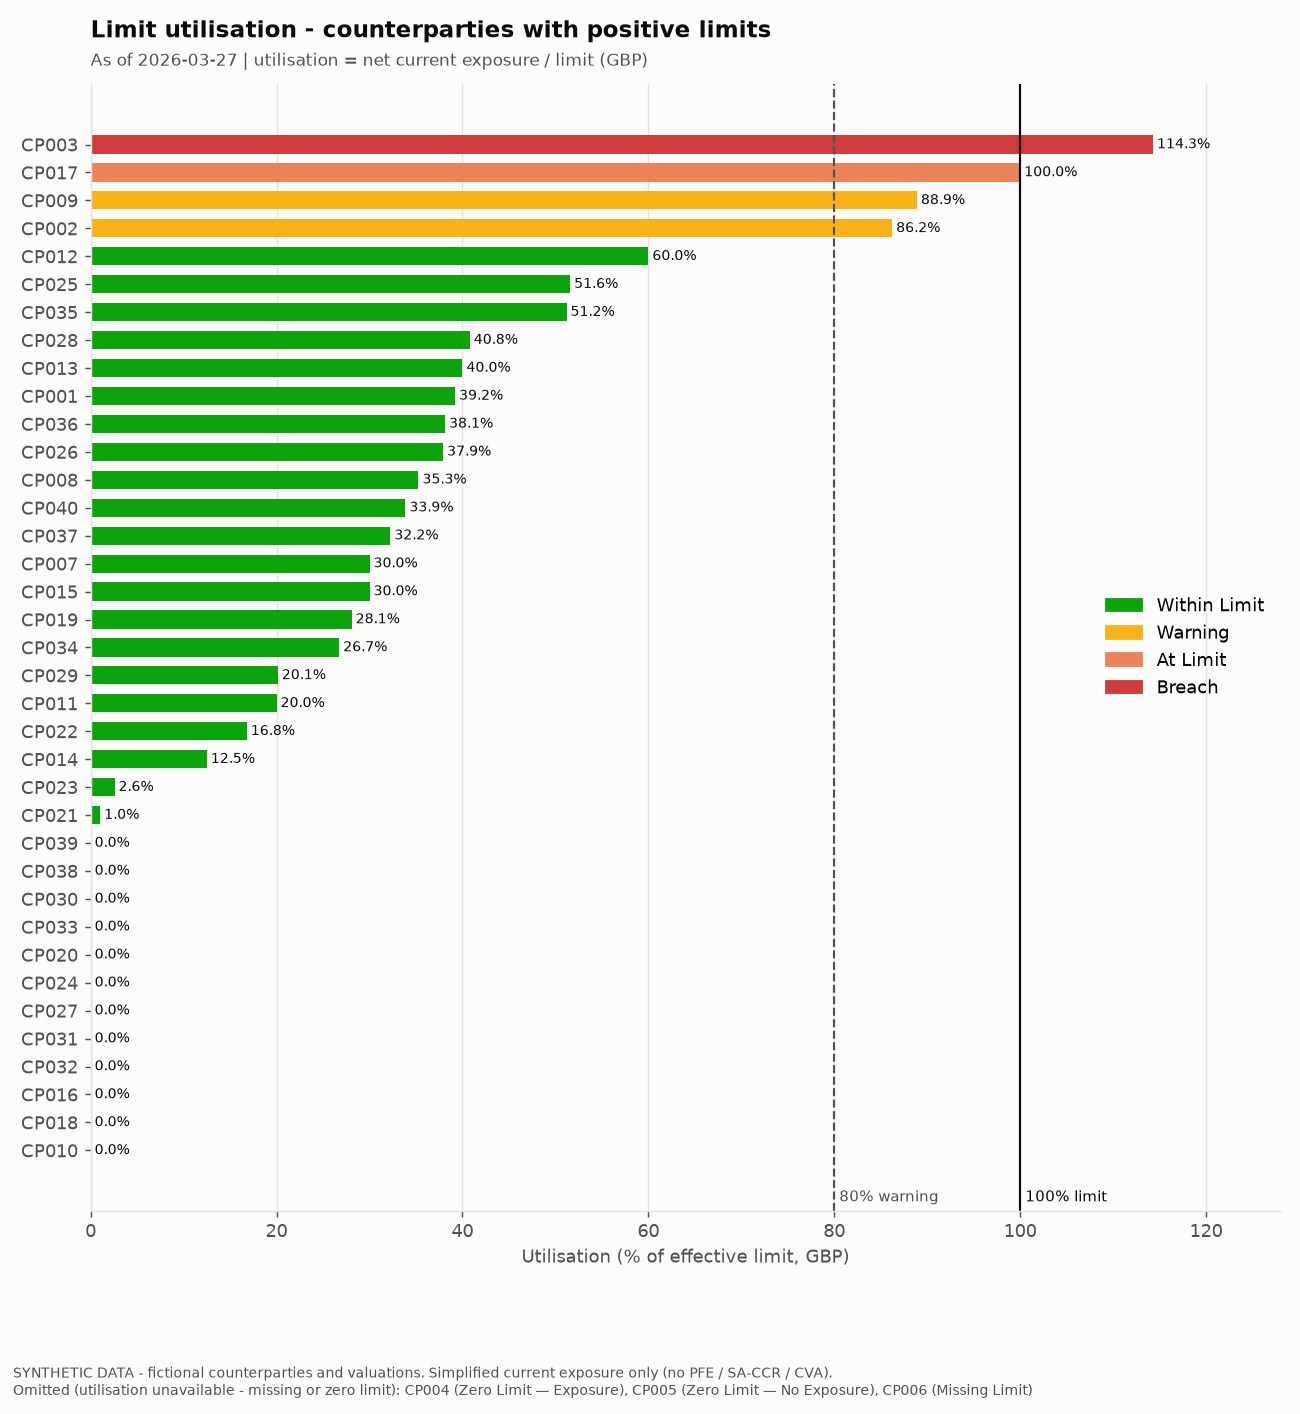 Limit utilisation - counterparties with positive limits
As of 2026-03-27 | utilisation = net current exposure / limit (GBP)
CP003 114.3%
CP017 100.0%
CP009 88.9%
CP002 86.2%
CP012 60.0%
CP025 51.6%
CP035 51.2%
CP028 40.8%
CP013 40.0%
CP001 39.2%
CP036 38.1%
CP026 37.9%
CP008 35.3%
CP040 33.9%
CP037 32.2%
CP007 30.0%
CP015 30.0%
CP019 28.1%
CP034 26.7%
CP029 20.1%
CP011 20.0%
CP022 16.8%
CP014 12.5%
CP023 2.6%
CP021 1.0%
CP039 0.0%
CP038 0.0%
CP030 0.0%
CP033 0.0%
CP020 0.0%
CP024 0.0%
CP027 0.0%
CP031 0.0%
CP032 0.0%
CP016 0.0%
CP018 0.0%
CP010 0.0%
Within Limit
Warning
At Limit
Breach
80% warning
100% limit
0 20 40 60 80 100 120
Utilisation (% of effective limit, GBP)
SYNTHETIC DATA - fictional counterparties and valuations. Simplified current exposure only (no PFE / SA-CCR / CVA).
Omitted (utilisation unavailable - missing or zero limit): CP004 (Zero Limit — Exposure), CP005 (Zero Limit — No Exposure), CP006 (Missing Limit)